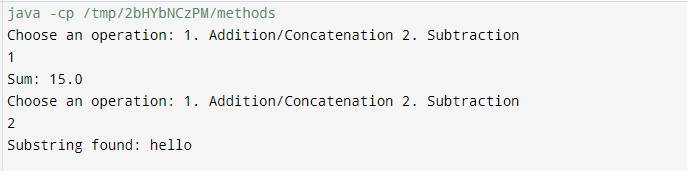 java -cp /tmp/2bHYbNCzPM/methods
Choose an operation: 1. Addition/Concatenation 2. Subtraction
1
Sum: 15.0
Choose an operation: 1. Addition/Concatenation 2. Subtraction
2
Substring found: hello